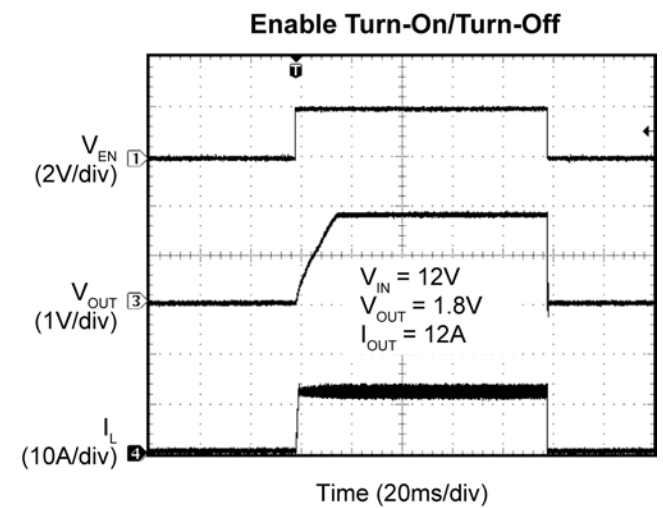 Enable Turn-On/Turn-Off
T
V_EN
(2V/div)
1
V_OUT
(1V/div)
3
V_IN = 12V
V_OUT = 1.8V
I_OUT = 12A
I_L
(10A/div)
4
Time (20ms/div)